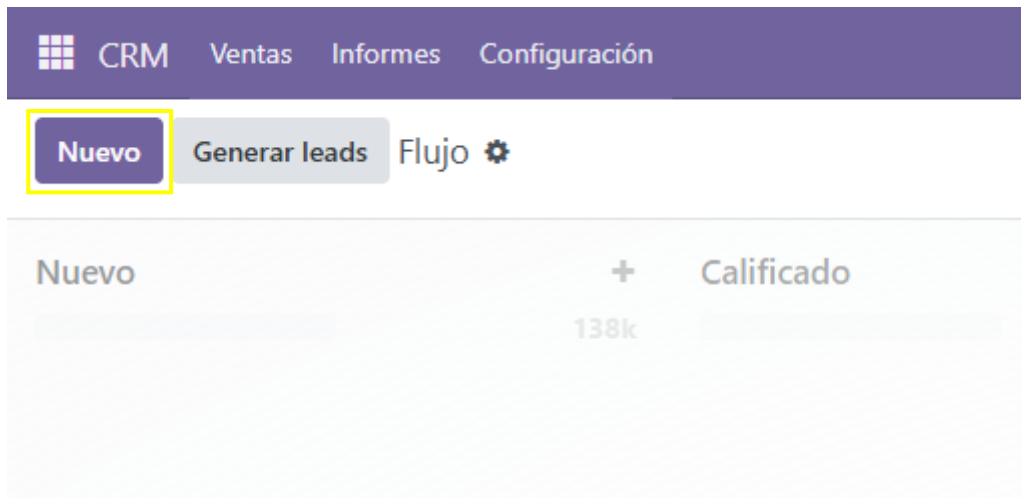 CRM Ventas Informes Configuración
Nuevo Generar leads Flujo
Nuevo + Calificado
138k